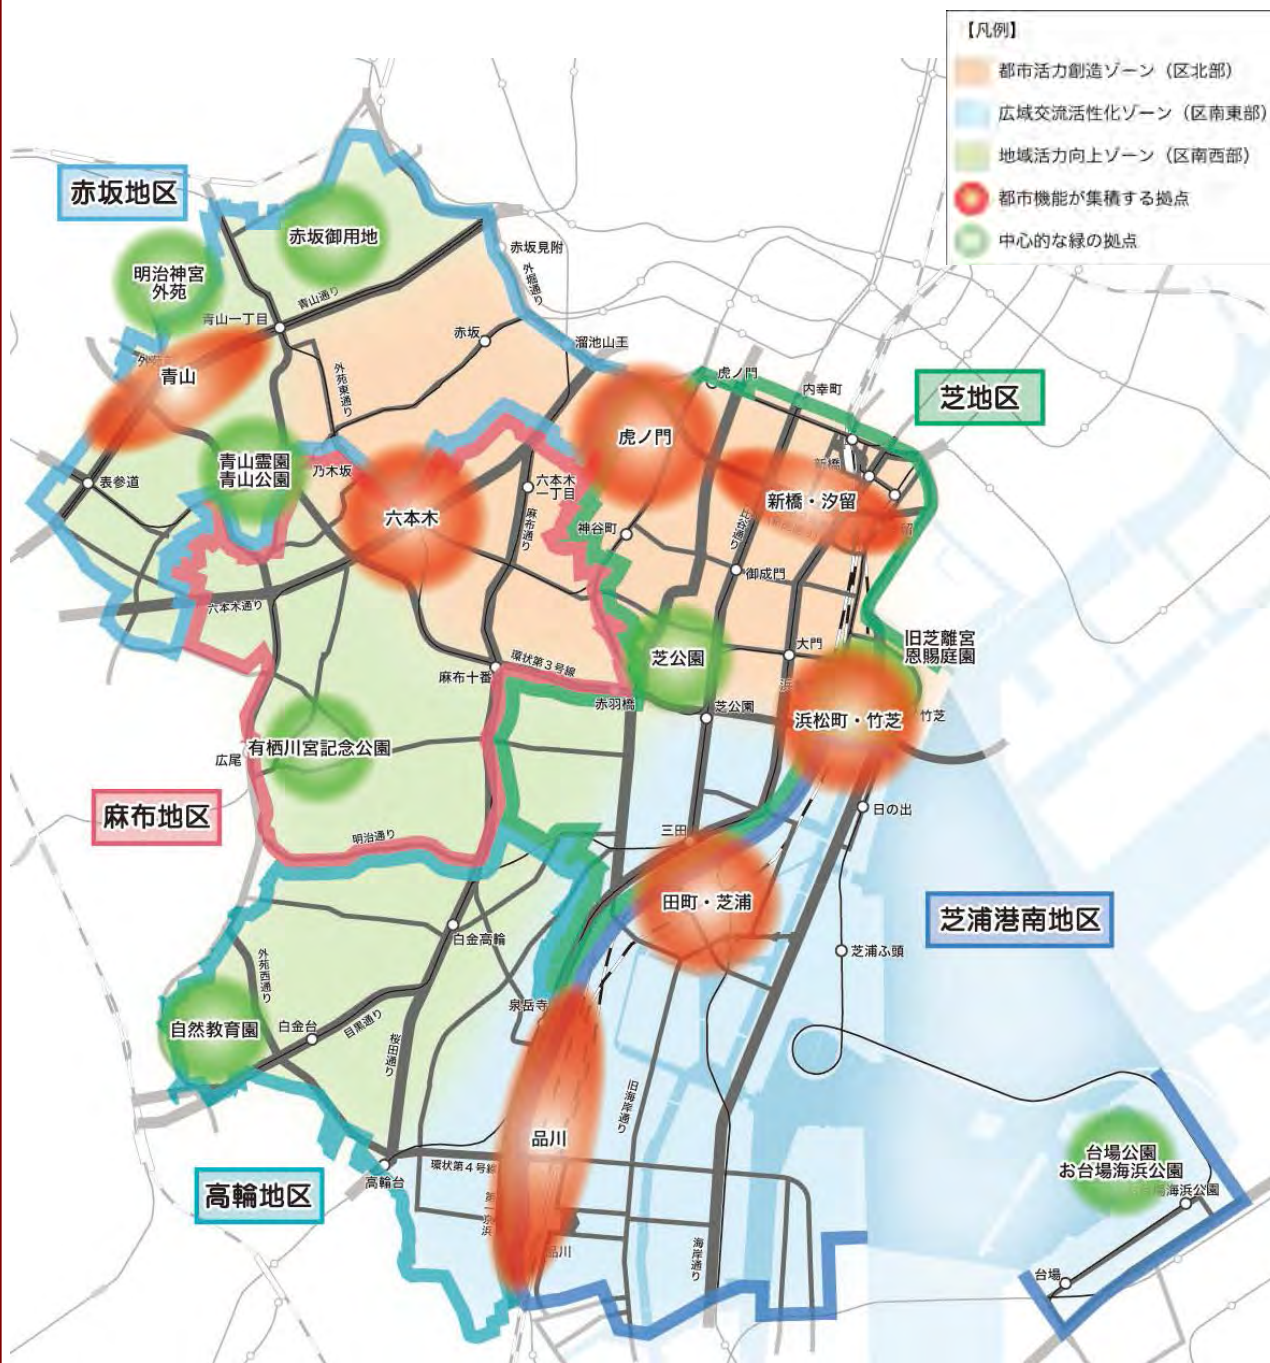 【凡例】
都市活力創造ゾーン（区北部）
広域交流活性化ゾーン（区南東部）
地域活力向上ゾーン（区南西部）
都市機能が集積する拠点
中心的な緑の拠点
赤坂地区
赤坂御用地
明治神宮
外苑
赤坂見附
外堀通り
青山通り
青山一丁目
赤坂
溜池山王
青山
外苑東通り
虎ノ門
内幸町
芝地区
虎ノ門
青山霊園
青山公園
乃木坂
表参道
六本木
六本木
一丁目
麻布通り
新橋
新橋・汐留
神谷町
日比谷通り
御成門
六本木通り
芝公園
大門
旧芝離宮
恩賜庭園
環状第３号線
麻布十番
赤羽橋
芝公園
浜松町・竹芝
竹芝
有栖川宮記念公園
広尾
麻布地区
明治通り
三田
日の出
田町・芝浦
芝浦港南地区
白金高輪
芝浦ふ頭
外苑西通り
泉岳寺
自然教育園
白金台
目黒通り
桜田通り
旧海岸通り
品川
台場公園
お台場海浜公園
海浜公園
高輪地区
高輪台
環状第４号線
第一京浜
品川
海岸通り
台場